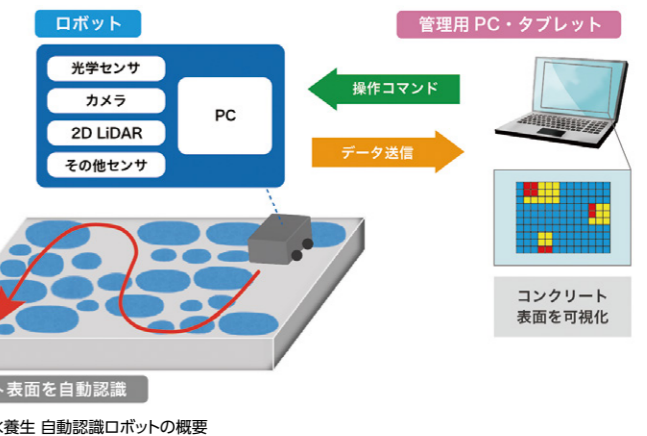 ロボット
管理用 PC・タブレット
光学センサ
カメラ
2D LiDAR
その他センサ
PC
操作コマンド
データ送信
コンクリート
表面を可視化
ト表面を自動認識
養生 自動認識ロボットの概要